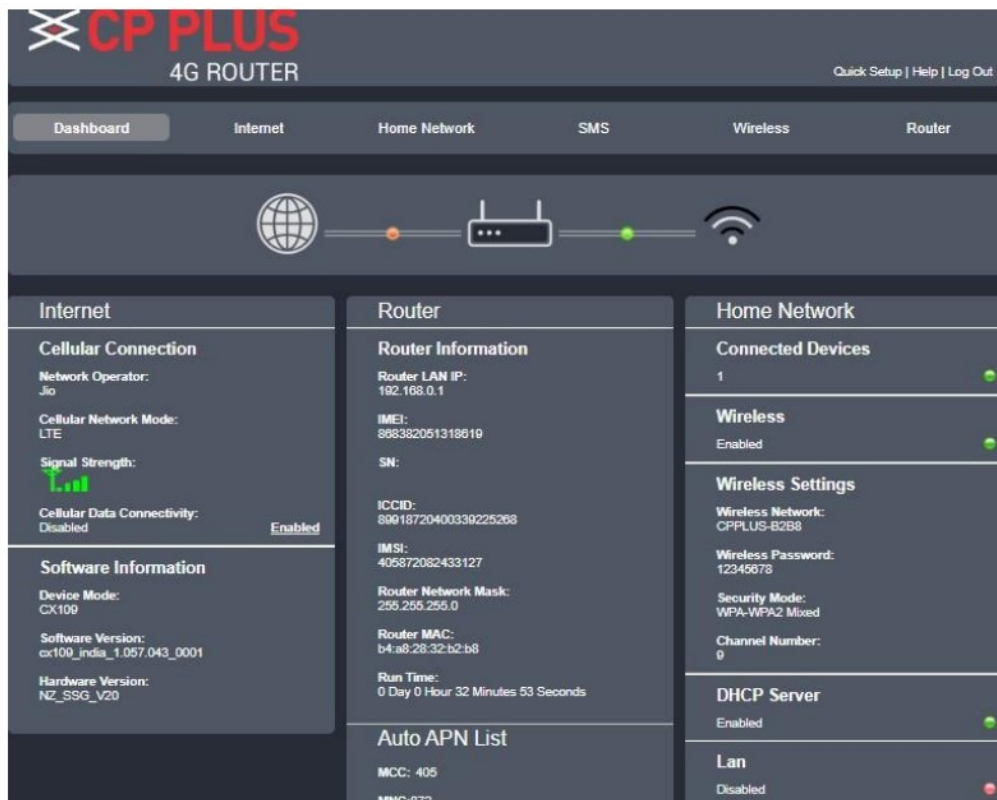 CP PLUS
4G ROUTER
Quick Setup | Help | Log Out
Dashboard Internet Home Network SMS Wireless Router
Internet
Cellular Connection
Network Operator:
Jio
Cellular Network Mode:
LTE
Signal Strength:
Cellular Data Connectivity:
Disabled Enabled
Software Information
Device Mode:
CX109
Software Version:
cx109_india_1.057.043_0001
Hardware Version:
NZ_SSG_V20
Router
Router Information
Router LAN IP:
192.168.0.1
IMEI:
868382051318619
SN:
ICCID:
89918720400339225268
IMSI:
405872082433127
Router Network Mask:
255.255.255.0
Router MAC:
b4:a8:28:32:b2:b8
Run Time:
0 Day 0 Hour 32 Minutes 53 Seconds
Auto APN List
MCC: 405
MNC:872
Home Network
Connected Devices
1
Wireless
Enabled
Wireless Settings
Wireless Network:
CPPLUS-B2B8
Wireless Password:
12345678
Security Mode:
WPA-WPA2 Mixed
Channel Number:
9
DHCP Server
Enabled
Lan
Disabled